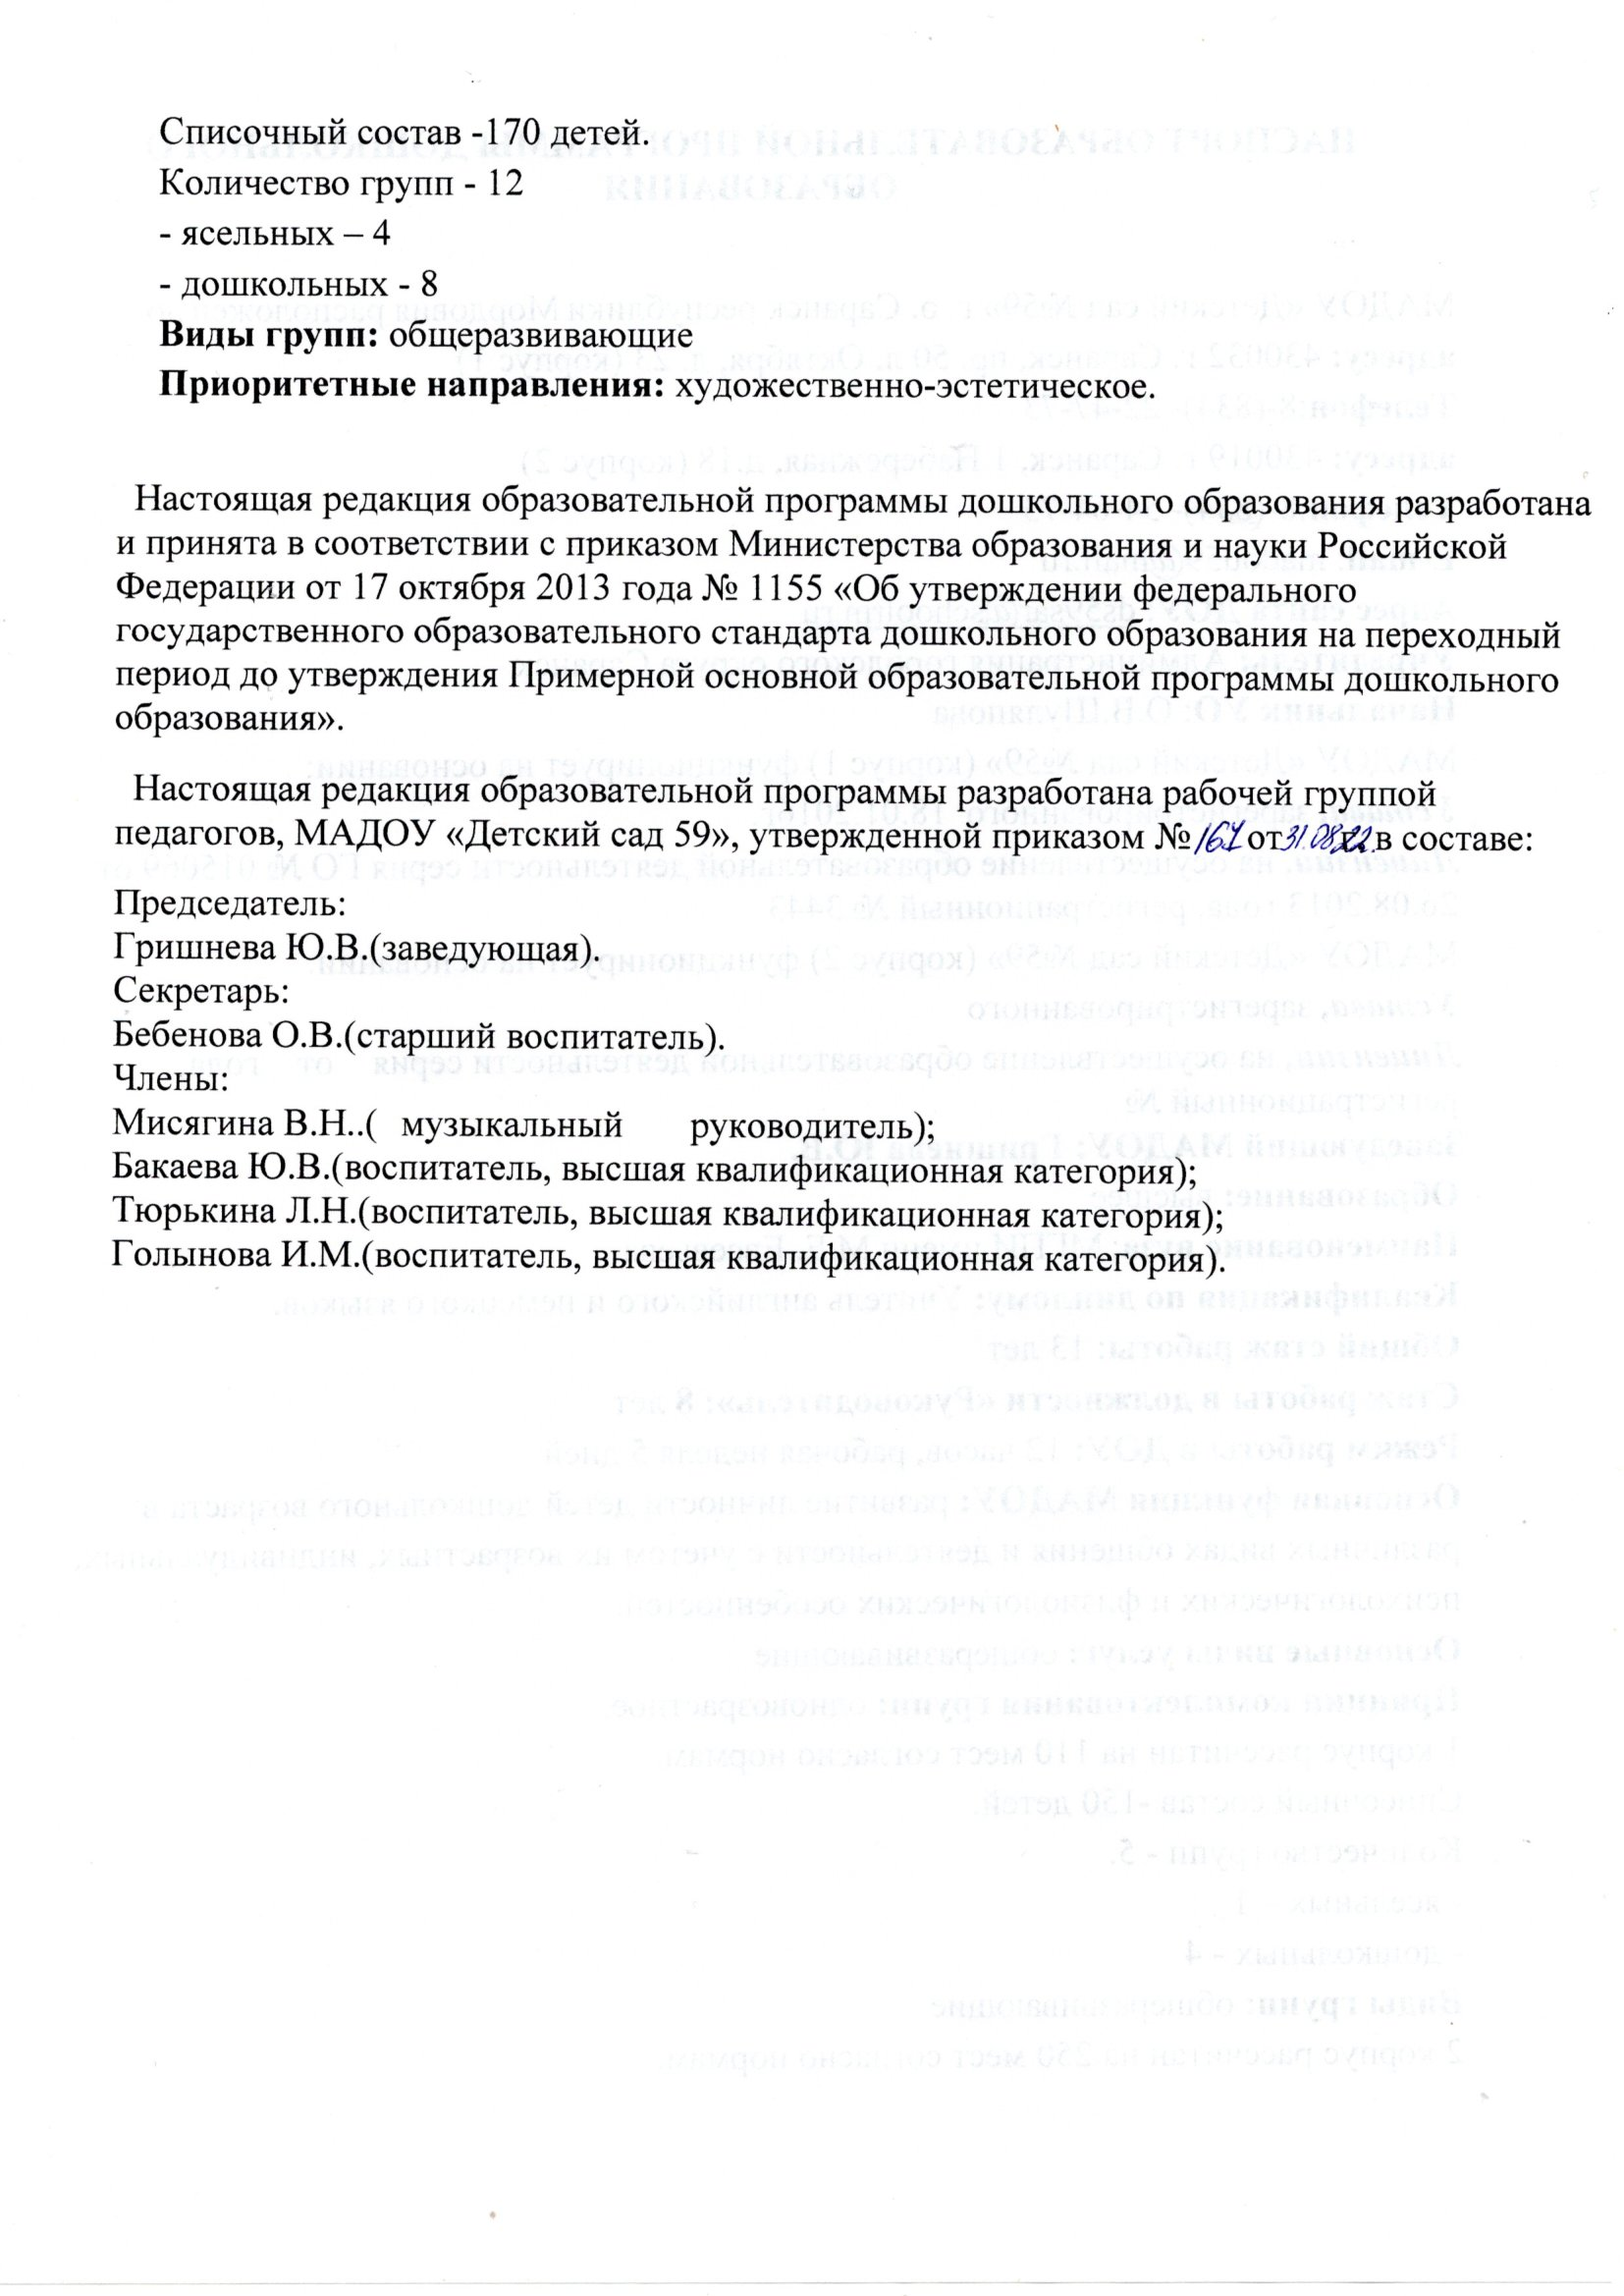 Списочный состав -170 детей.
Количество групп - 12
- ясельных – 4
- дошкольных - 8
Виды групп: общеразвивающие
Приоритетные направления: художественно-эстетическое.
Настоящая редакция образовательной программы дошкольного образования разработана
и принята в соответствии с приказом Министерства образования и науки Российской
Федерации от 17 октября 2013 года № 1155 «Об утверждении федерального
государственного образовательного стандарта дошкольного образования на переходный
период до утверждения Примерной основной образовательной программы дошкольного
образования».
Настоящая редакция образовательной программы разработана рабочей группой
педагогов, МАДОУ «Детский сад 59», утвержденной приказом № 167 от 31.08.22. в составе:
Председатель:
Гришнева Ю.В.(заведующая).
Секретарь:
Бебенова О.В.(старший воспитатель).
Члены:
Мисягина В.Н..( музыкальный руководитель);
Бакаева Ю.В.(воспитатель, высшая квалификационная категория);
Тюрькина Л.Н.(воспитатель, высшая квалификационная категория);
Голынова И.М.(воспитатель, высшая квалификационная категория).